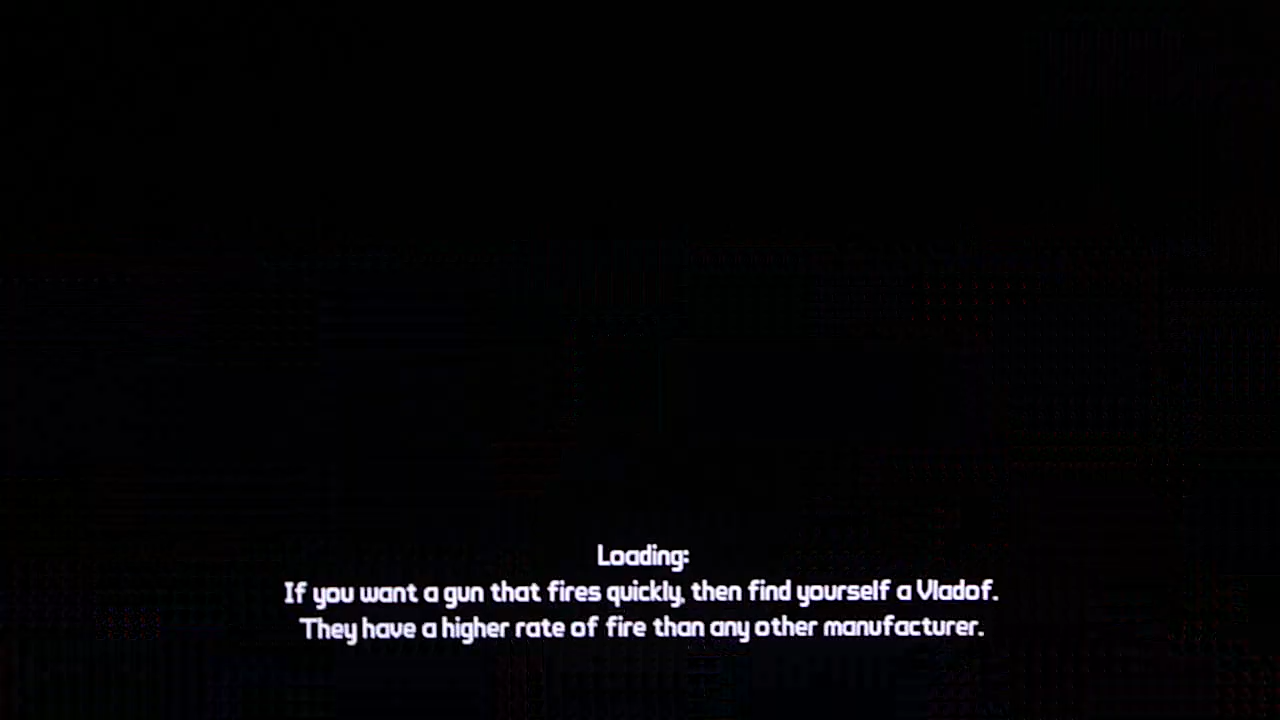 Loading:
If you want a gun that fires quickly, then find yourself a Vladof.
They have a higher rate of fire than any other manufacturer.